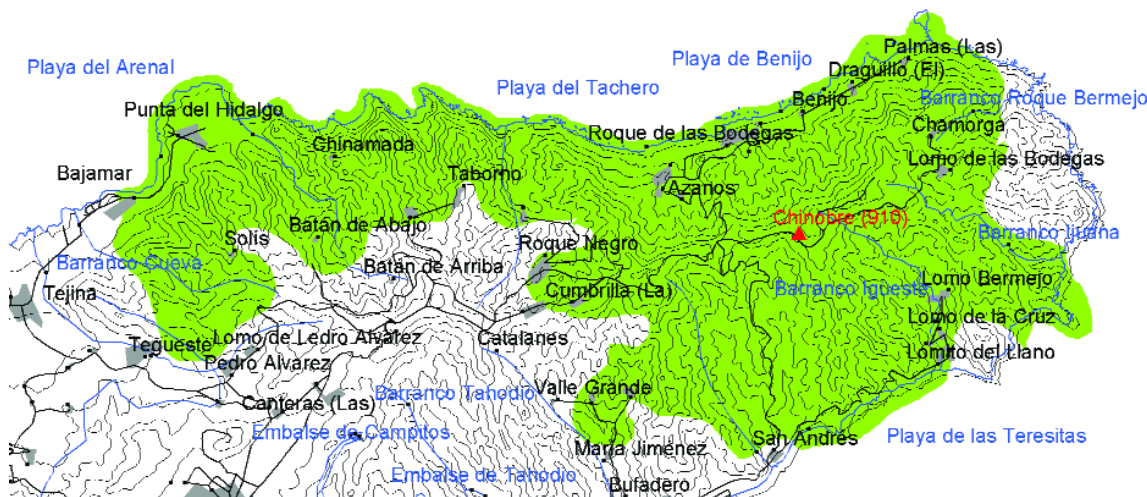 Palmas (Las)
Playa de Benijo
Playa del Arenal
Draguillo (El)
Playa del Tachero
Benijo
Barranco Roque Bermejo
Punta del Hidalgo
Chamorga
Roque de las Bodegas
Chinamada
Lomo de las Bodegas
Bajamar
Taborno
Azanos
Chinobre (910)
Batán de Abajo
Solís
Roque Negro
Barranco Ijuana
Barranco Cueva
Batán de Arriba
Lomo Bermejo
Tejina
Cumbrilla (La)
Barranco Igueste
Lomo de la Cruz
Tegueste
Lomo de Ledro Alvarez
Catalanes
Pedro Alvarez
Lomito del Llano
Valle Grande
Barranco Tahodio
Canteras (Las)
Embalse de Campitos
María Jiménez
San Andrés
Playa de las Teresitas
Embalse de Tahodio
Bufadero